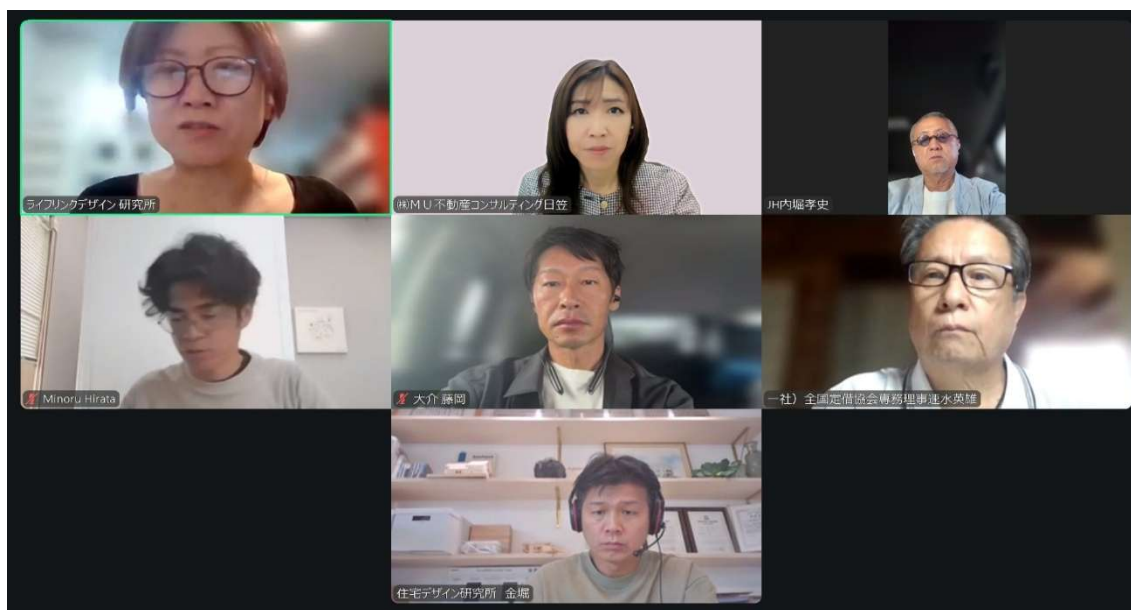 ライフリンクデザイン 研究所
㈱MU不動産コンサルティング日笠
JH内堀孝史
Minoru Hirata
大介 藤岡
一社）全国定借協会専務理事速水英雄
住宅デザイン研究所　金堀